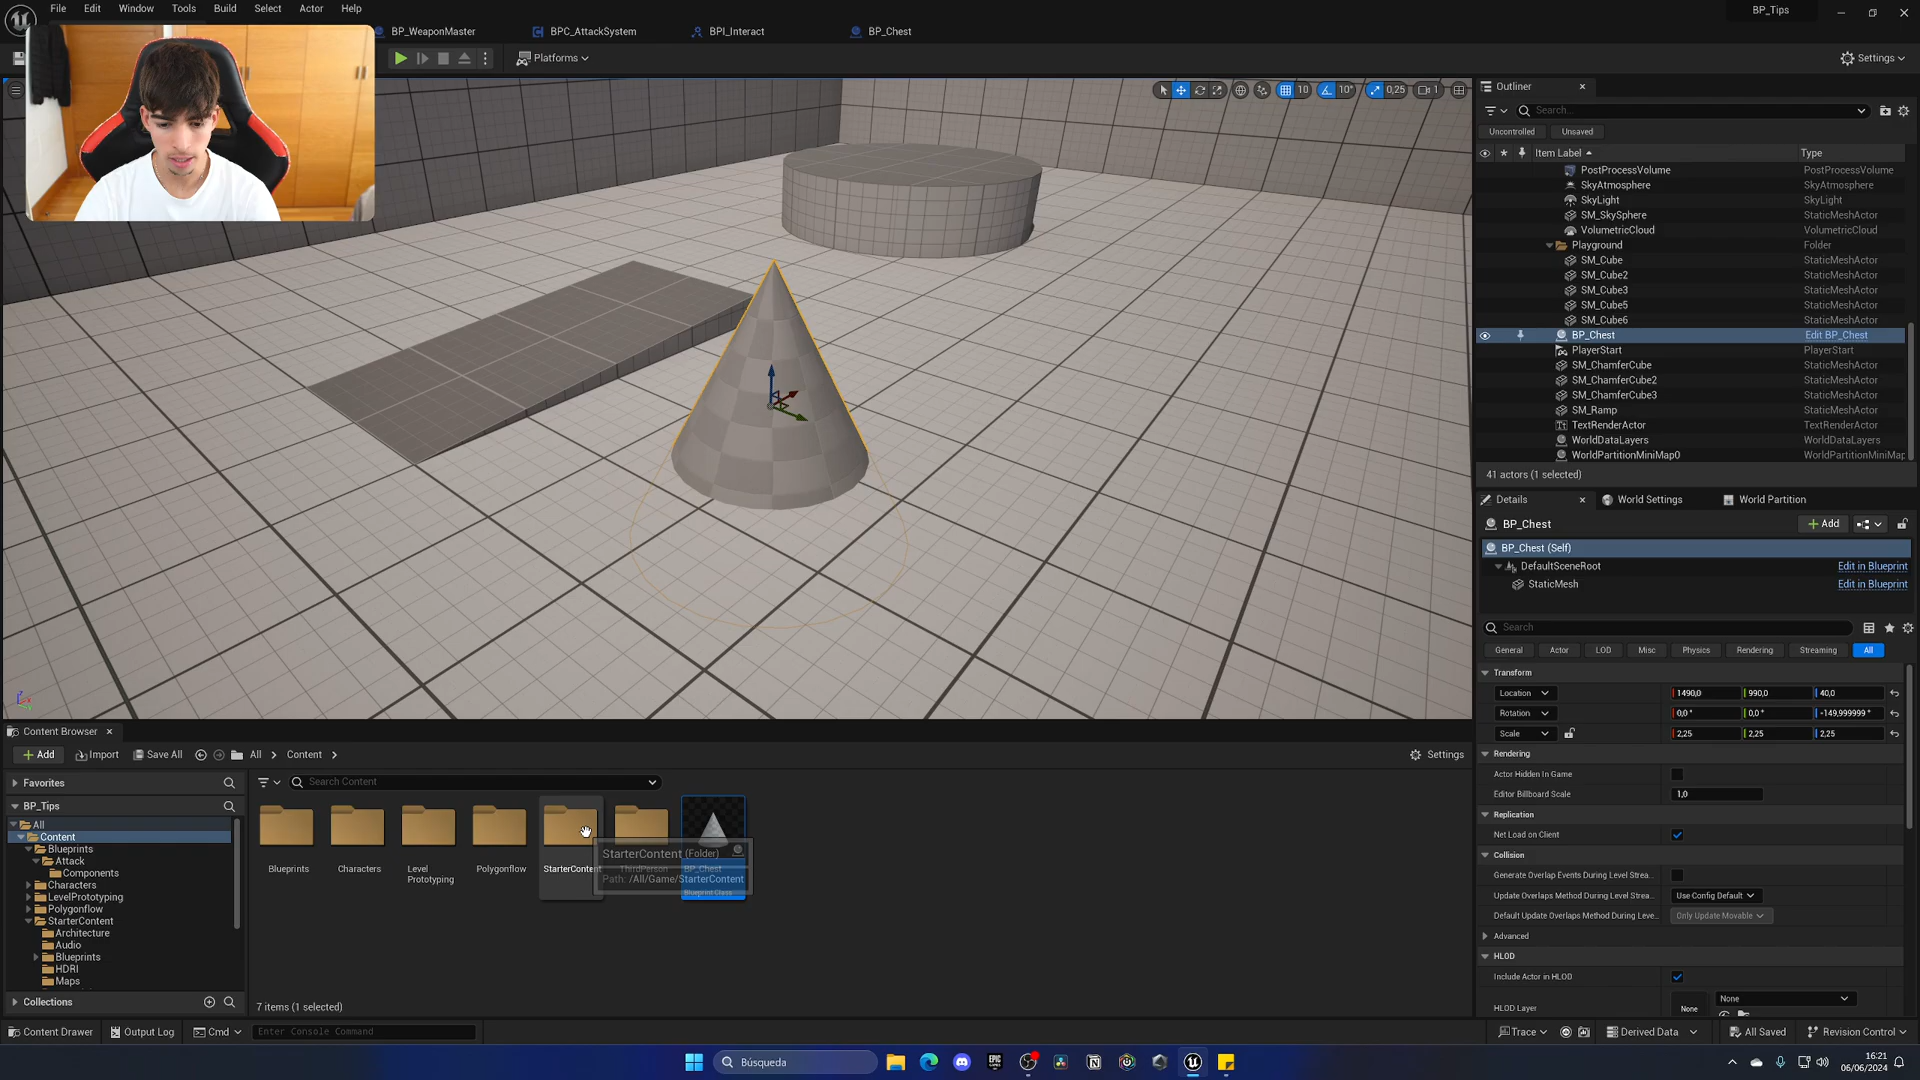 File Edit Window Tools Build Select Actor Help
BP_Tips
BP_WeaponMaster
BPC_AttackSystem
BPI_Interact
BP_Chest
Platforms
Settings
10
10°
0,25
1
Outliner
Search...
Uncontrolled
Unsaved
Item Label
Type
PostProcessVolume PostProcessVolume
SkyAtmosphere SkyAtmosphere
SkyLight SkyLight
SM_SkySphere StaticMeshActor
VolumetricCloud VolumetricCloud
Playground Folder
SM_Cube StaticMeshActor
SM_Cube2 StaticMeshActor
SM_Cube3 StaticMeshActor
SM_Cube5 StaticMeshActor
SM_Cube6 StaticMeshActor
BP_Chest Edit BP_Chest
PlayerStart PlayerStart
SM_ChamferCube StaticMeshActor
SM_ChamferCube2 StaticMeshActor
SM_ChamferCube3 StaticMeshActor
SM_Ramp StaticMeshActor
TextRenderActor TextRenderActor
WorldDataLayers WorldDataLayers
WorldPartitionMiniMap0 WorldPartitionMiniMap
41 actors (1 selected)
Details
World Settings
World Partition
BP_Chest
Add
BP_Chest (Self)
DefaultSceneRoot Edit in Blueprint
StaticMesh Edit in Blueprint
Search
General Actor LOD Misc Physics Rendering Streaming All
Transform
Location 1490,0 990,0 40,0
Rotation 0,0 ° 0,0 ° -149,999999 °
Scale 2,25 2,25 2,25
Rendering
Actor Hidden In Game
Editor Billboard Scale 1,0
Replication
Net Load on Client
Collision
Generate Overlap Events During Level Strea...
Update Overlaps Method During Level Strea... Use Config Default
Default Update Overlaps Method During Leve... Only Update Movable
Advanced
HLOD
Include Actor in HLOD
HLOD Layer None None
Content Browser
Add Import Save All All Content
Settings
Favorites
Search Content
BP_Tips
All
Content
Blueprints
Attack
Components
Characters
LevelPrototyping
Polygonflow
StarterContent
Architecture
Audio
Blueprints
HDRI
Maps
Collections
Blueprints
Characters
Level
Prototyping
Polygonflow
StarterContent
ThirdPerson
BP_Chest
Blueprint Class
StarterContent (Folder)
Path: /All/Game/StarterContent
7 items (1 selected)
Content Drawer Output Log Cmd Enter Console Command
Trace Derived Data All Saved Revision Control
Búsqueda
EPIC
16:21
06/06/2024